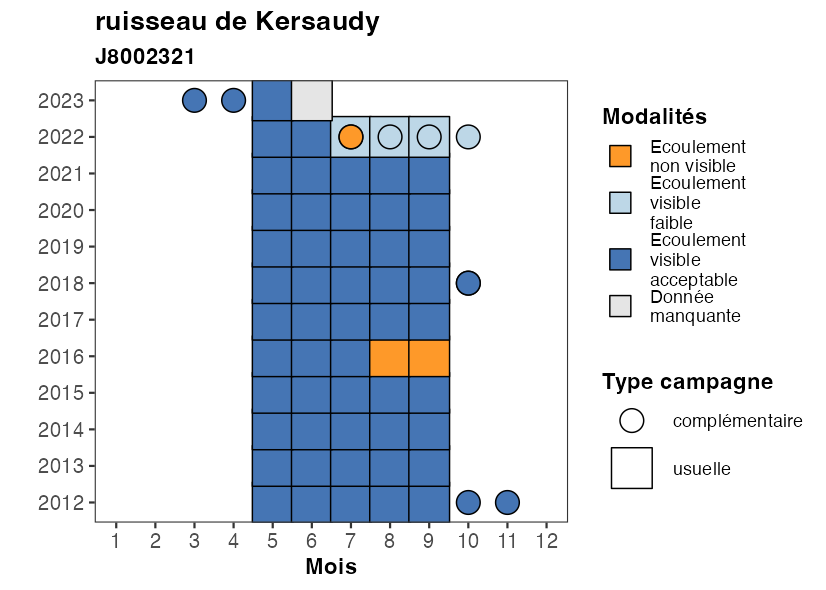 ruisseau de Kersaudy
J8002321
2023
2022
2021
2020
2019
2018
2017
2016
2015
2014
2013
2012
1 2 3 4 5 6 7 8 9 10 11 12
Mois
Modalités
Ecoulement
non visible
Ecoulement
visible
faible
Ecoulement
visible
acceptable
Donnée
manquante
Type campagne
complémentaire
usuelle